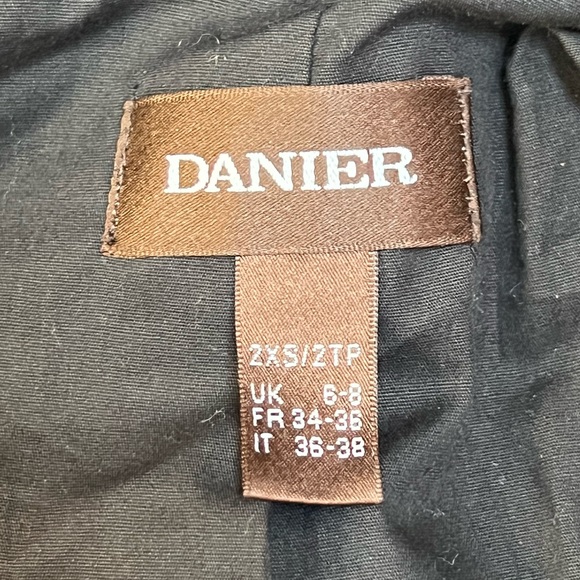 DANIER
2XS/2TP
UK 6-8
FR 34-36
IT 36-38